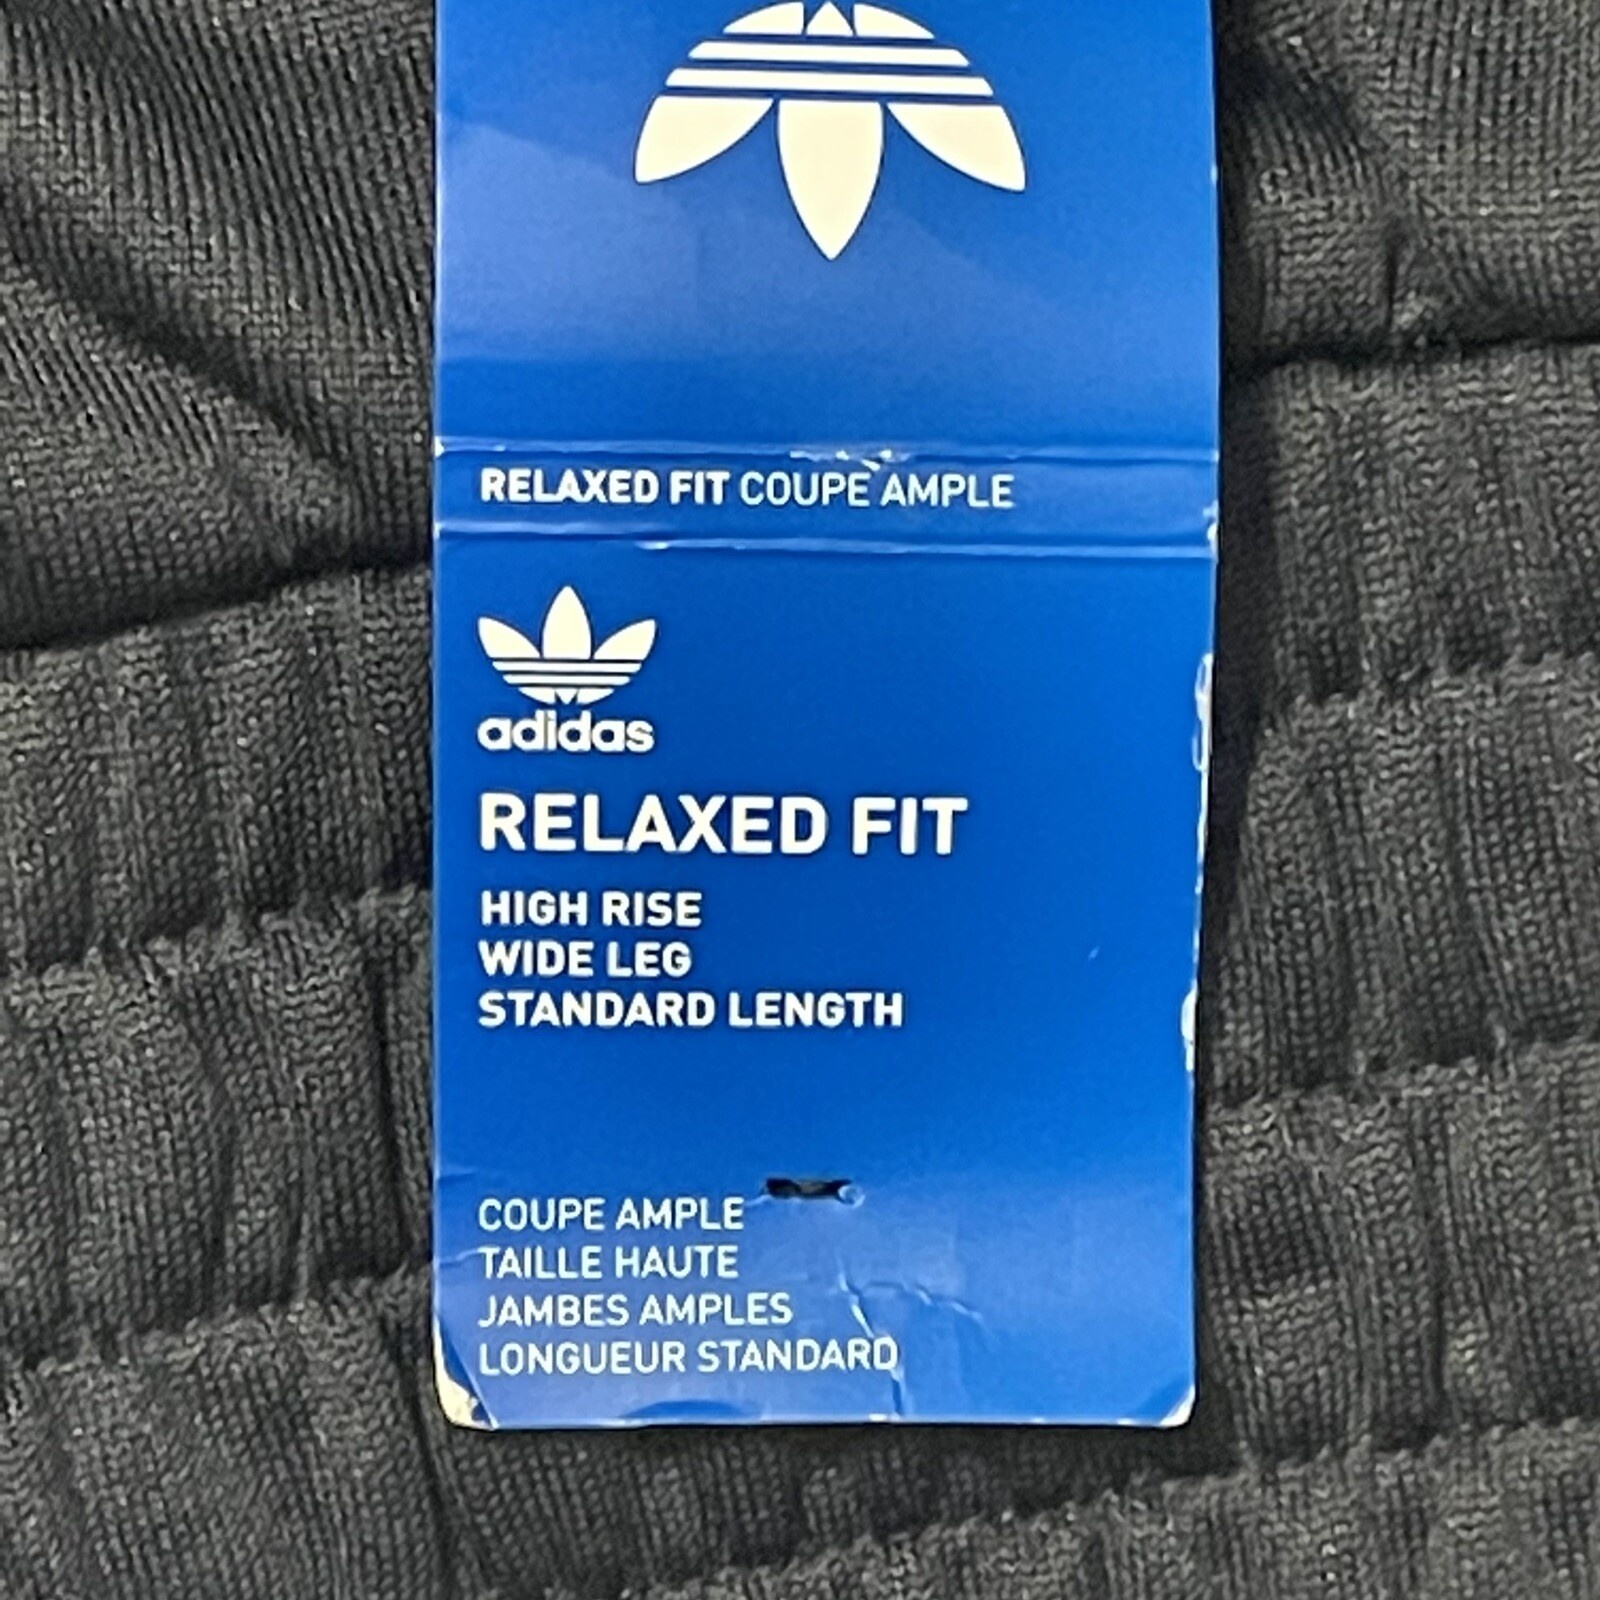 RELAXED FIT COUPE AMPLE
adidas
RELAXED FIT
HIGH RISE
WIDE LEG
STANDARD LENGTH
COUPE AMPLE
TAILLE HAUTE
JAMBES AMPLES
LONGUEUR STANDARD